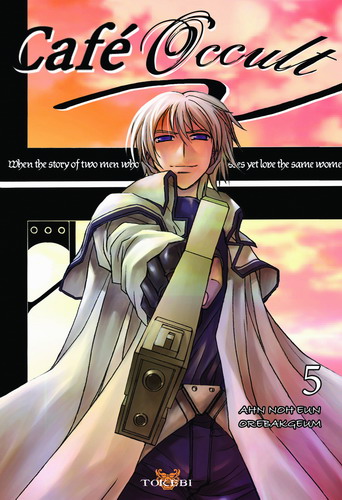 Café Occult
When the story of two men who es yet love the same wome
5
AHN NOH EUN
OREBAKGEUM
TOKEBI